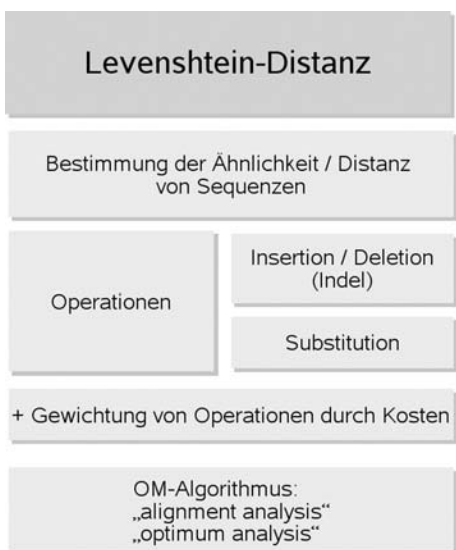 Levenshtein-Distanz
Bestimmung der Ähnlichkeit / Distanz
von Sequenzen
Operationen
Insertion / Deletion
(Indel)
Substitution
+ Gewichtung von Operationen durch Kosten
OM-Algorithmus:
„alignment analysis“
„optimum analysis“